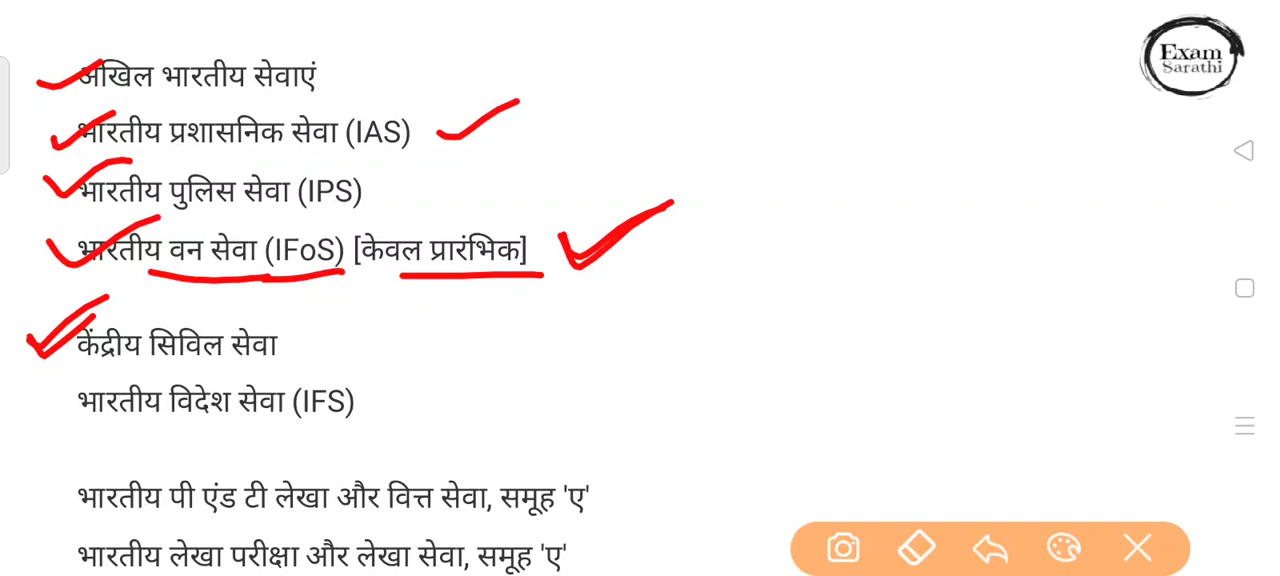 Exam
Sarathi
अखिल भारतीय सेवाएं
भारतीय प्रशासनिक सेवा (IAS)
भारतीय पुलिस सेवा (IPS)
भारतीय वन सेवा (IFoS) [केवल प्रारंभिक]
केंद्रीय सिविल सेवा
भारतीय विदेश सेवा (IFS)
भारतीय पी एंड टी लेखा और वित्त सेवा, समूह 'ए'
भारतीय लेखा परीक्षा और लेखा सेवा, समूह 'ए'